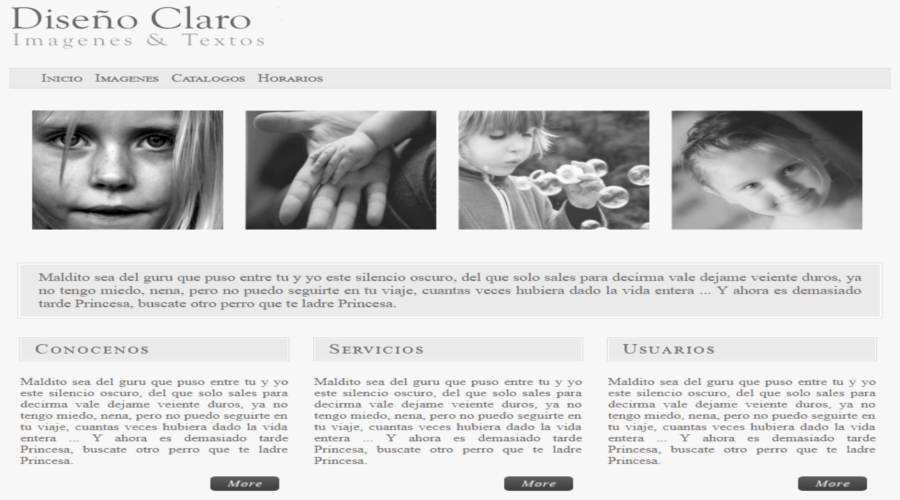 Diseño Claro
Imagenes & Textos
Inicio Imagenes Catalogos Horarios
Maldito sea del guru que puso entre tu y yo este silencio oscuro, del que solo sales para decirma vale dejame veiente duros, ya
no tengo miedo, nena, pero no puedo seguirte en tu viaje, cuantas veces hubiera dado la vida entera ... Y ahora es demasiado
tarde Princesa, buscate otro perro que te ladre Princesa.
Conocenos
Maldito sea del guru que puso entre tu y yo
este silencio oscuro, del que solo sales para
decirma vale dejame veiente duros, ya no
tengo miedo, nena, pero no puedo seguirte en
tu viaje, cuantas veces hubiera dado la vida
entera ... Y ahora es demasiado tarde
Princesa, buscate otro perro que te ladre
Princesa.
More
Servicios
Maldito sea del guru que puso entre tu y yo
este silencio oscuro, del que solo sales para
decirma vale dejame veiente duros, ya no
tengo miedo, nena, pero no puedo seguirte en
tu viaje, cuantas veces hubiera dado la vida
entera ... Y ahora es demasiado tarde
Princesa, buscate otro perro que te ladre
Princesa.
More
Usuarios
Maldito sea del guru que puso entre tu y yo
este silencio oscuro, del que solo sales para
decirma vale dejame veiente duros, ya no
tengo miedo, nena, pero no puedo seguirte en
tu viaje, cuantas veces hubiera dado la vida
entera ... Y ahora es demasiado tarde
Princesa, buscate otro perro que te ladre
Princesa.
More